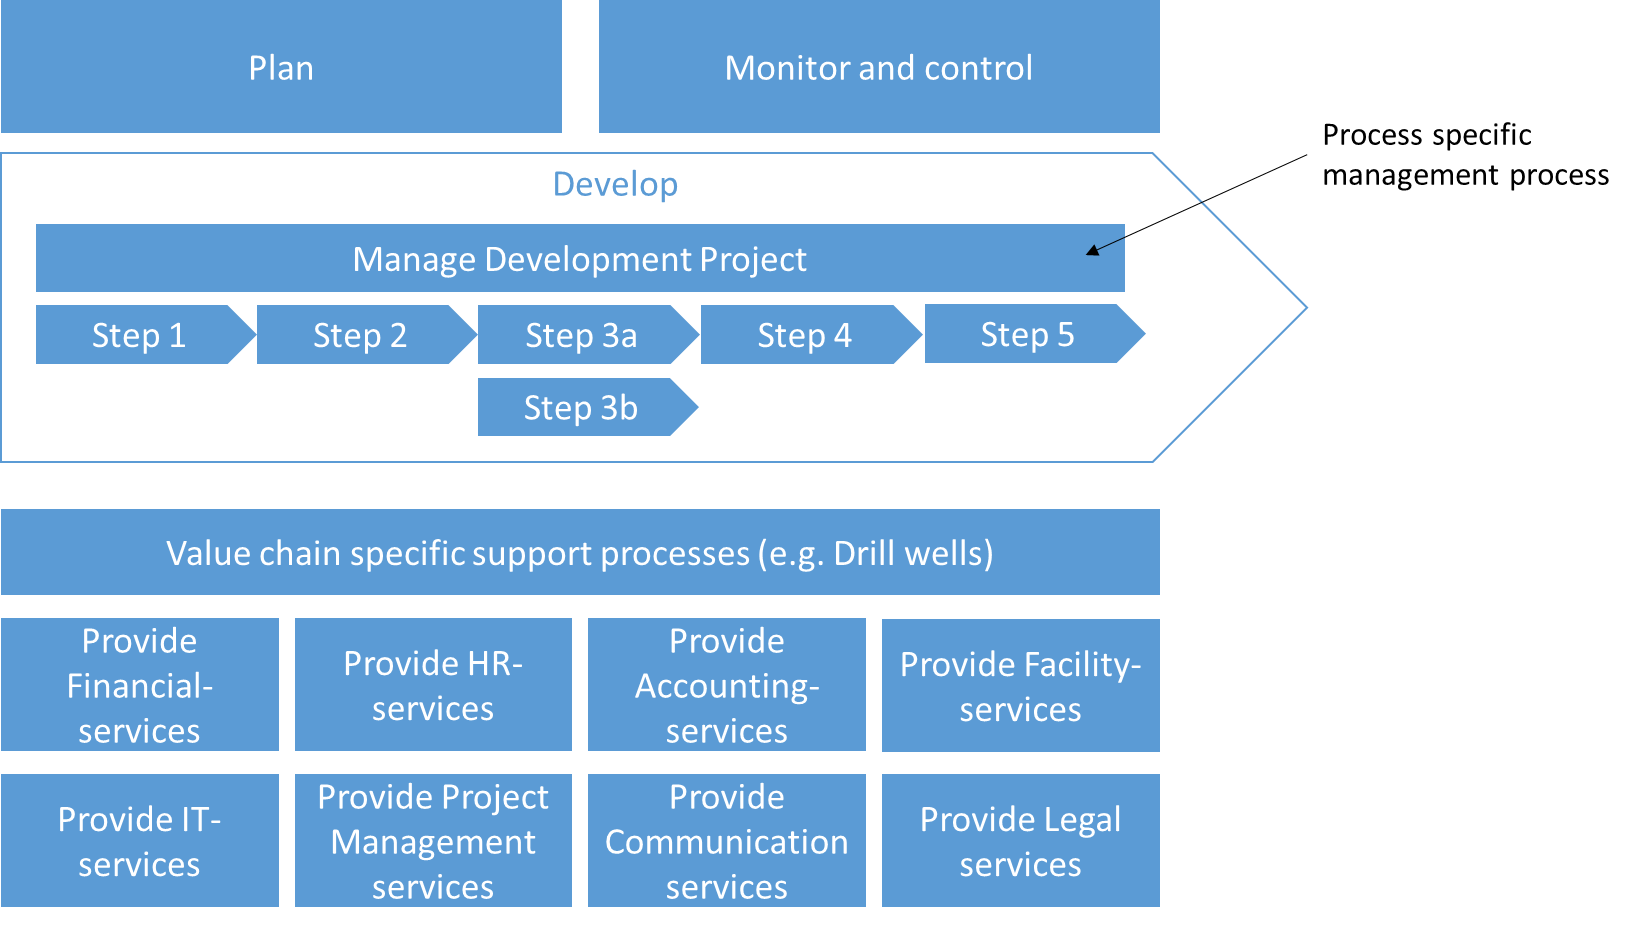 Plan
Monitor and control
Process specific
management process
Develop
Manage Development Project
Step 1
Step 2
Step 3a
Step 4
Step 5
Step 3b
Value chain specific support processes (e.g. Drill wells)
Provide
Financial-
services
Provide HR-
services
Provide
Accounting-
services
Provide Facility-
services
Provide IT-
services
Provide Project
Management
services
Provide
Communication
services
Provide Legal
services